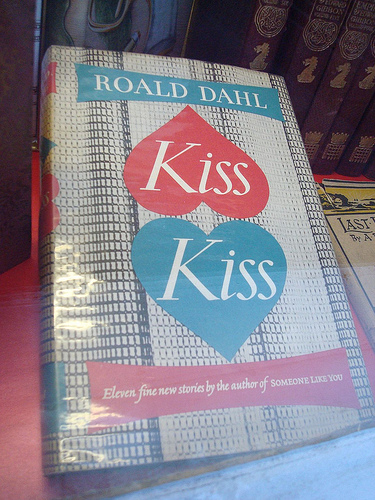 ROALD DAHL
Kiss
Kiss
Eleven fine new stories by the author of SOMEONE LIKE YOU